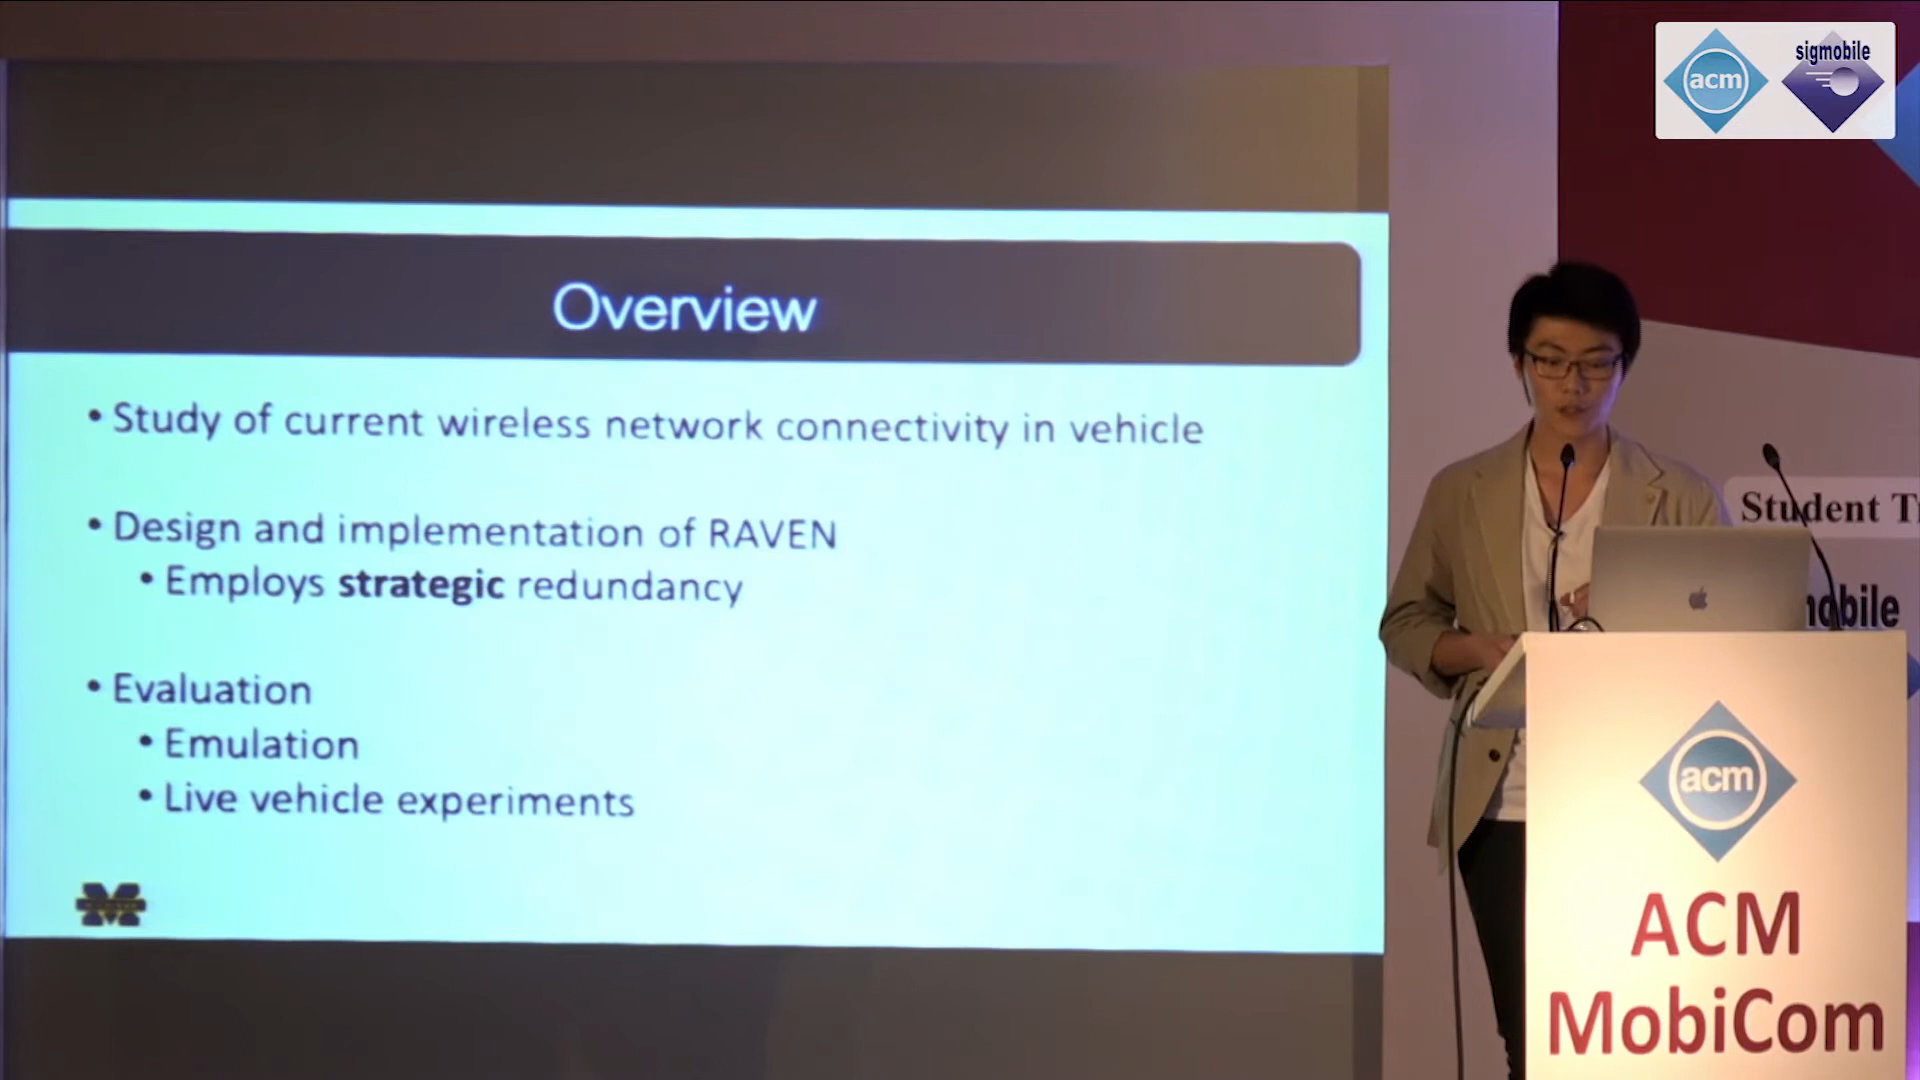 acm
sigmobile
Overview
• Study of current wireless network connectivity in vehicle
• Design and implementation of RAVEN
• Employs strategic redundancy
• Evaluation
• Emulation
• Live vehicle experiments
M
Student
mobile
acm
ACM
MobiCom